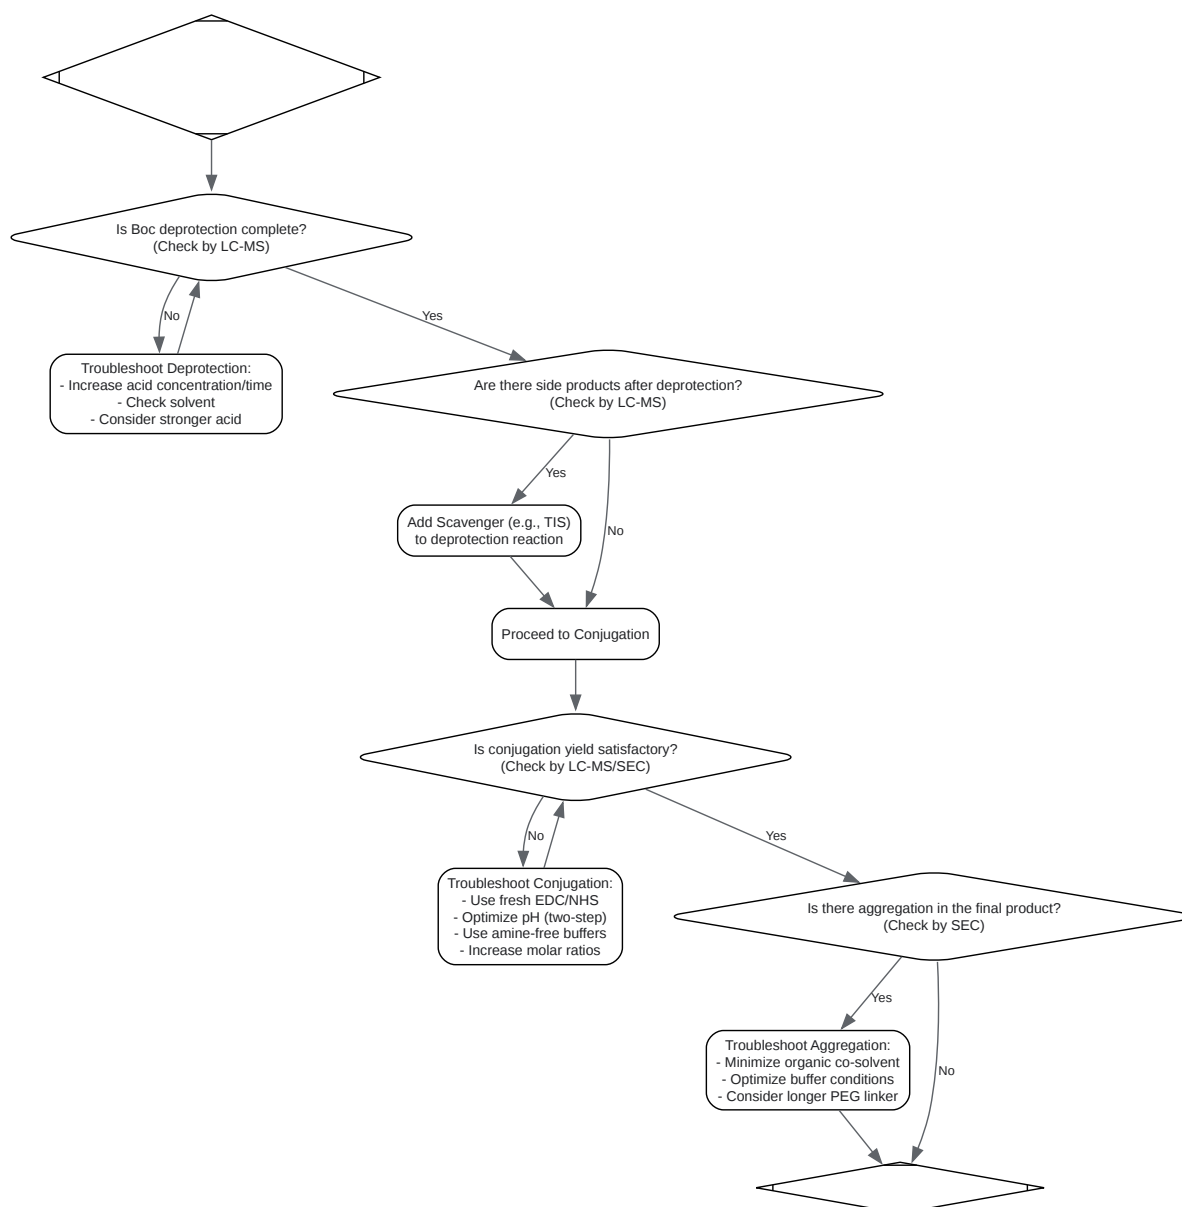 Is Boc deprotection complete?
(Check by LC-MS)
No
Yes
Troubleshoot Deprotection:
- Increase acid concentration/time
- Check solvent
- Consider stronger acid
Are there side products after deprotection?
(Check by LC-MS)
Yes
No
Add Scavenger (e.g., TIS)
to deprotection reaction
Proceed to Conjugation
Is conjugation yield satisfactory?
(Check by LC-MS/SEC)
No
Yes
Troubleshoot Conjugation:
- Use fresh EDC/NHS
- Optimize pH (two-step)
- Use amine-free buffers
- Increase molar ratios
Is there aggregation in the final product?
(Check by SEC)
Yes
No
Troubleshoot Aggregation:
- Minimize organic co-solvent
- Optimize buffer conditions
- Consider longer PEG linker